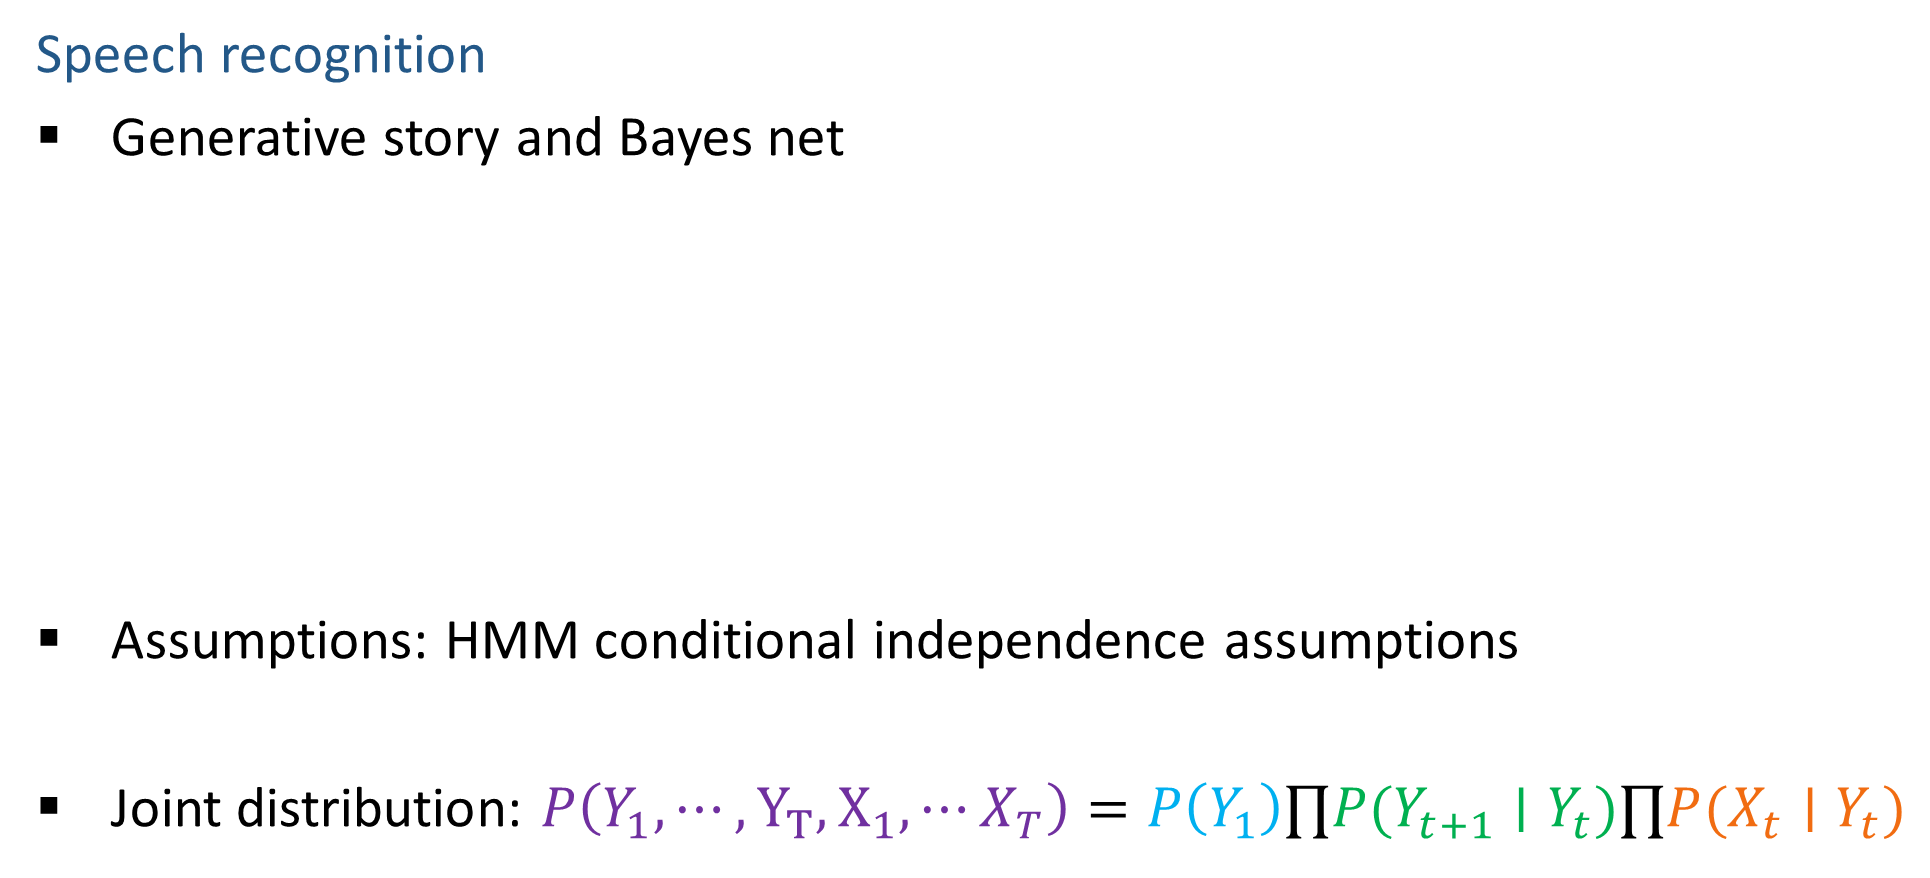 Speech recognition
▪ Generative story and Bayes net
▪ Assumptions: HMM conditional independence assumptions
▪ Joint distribution: P(Y₁, ⋯ , Y_T, X₁, ⋯ X_T) = P(Y₁)∏P(Y_{t+1} | Y_t)∏P(X_t | Y_t)